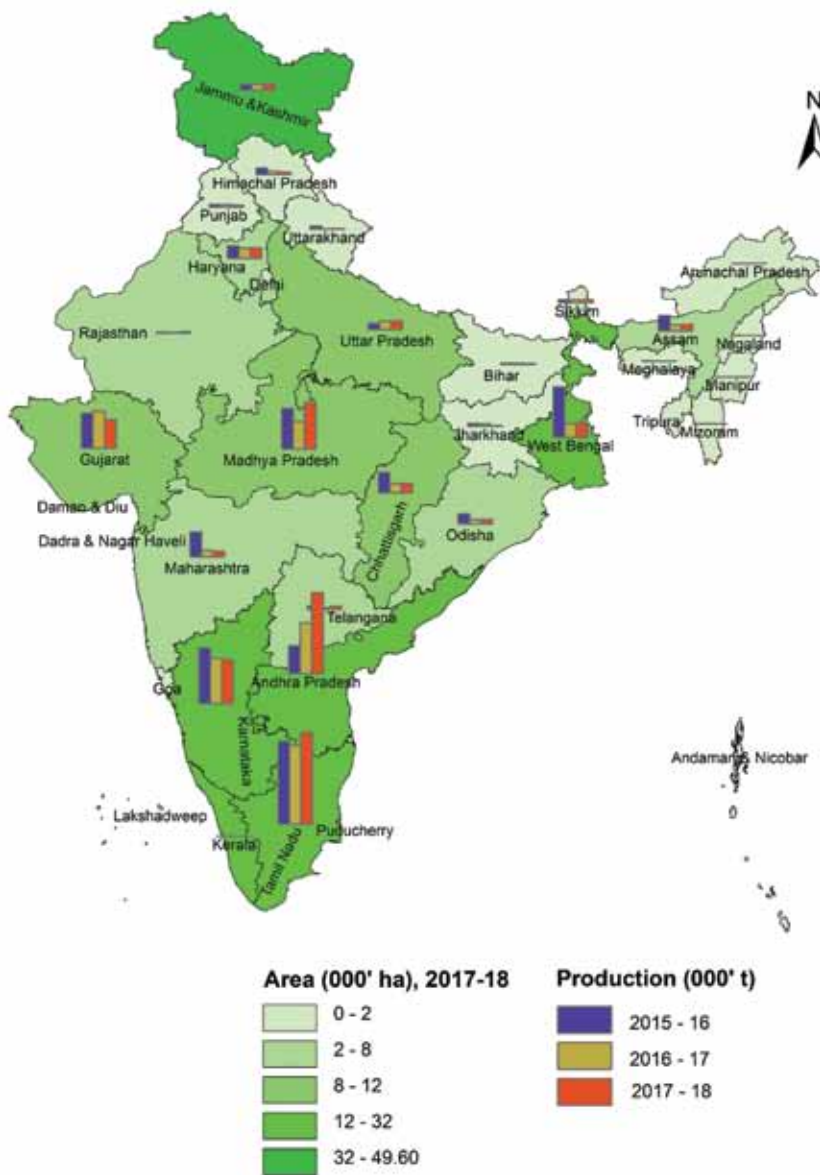 N
Jammu &Kashmir
Himachal Pradesh
Punjab
Uttarakhand
Haryana
Delhi
Arunachal Pradesh
Sikkim
Rajasthan
Uttar Pradesh
Assam
Nagaland
Bihar
Meghalaya
Manipur
Jharkhand
Tripura
Mizoram
West Bengal
Gujarat
Madhya Pradesh
Daman & Diu
Chhattisgarh
Odisha
Dadra & Nagar Haveli
Maharashtra
Telangana
Goa
Andhra Pradesh
Karnataka
Andaman & Nicobar
Lakshadweep
Kerala
Tamil Nadu
Puducherry
Area (000' ha), 2017-18
0 - 2
2 - 8
8 - 12
12 - 32
32 - 49.60
Production (000' t)
2015 - 16
2016 - 17
2017 - 18